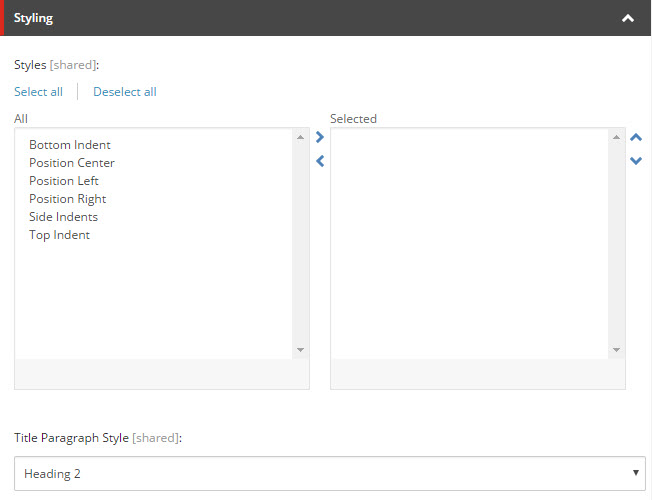 Styling
Styles [shared]:
Select all
Deselect all
All
Selected
Bottom Indent
Position Center
Position Left
Position Right
Side Indents
Top Indent
Title Paragraph Style [shared]:
Heading 2